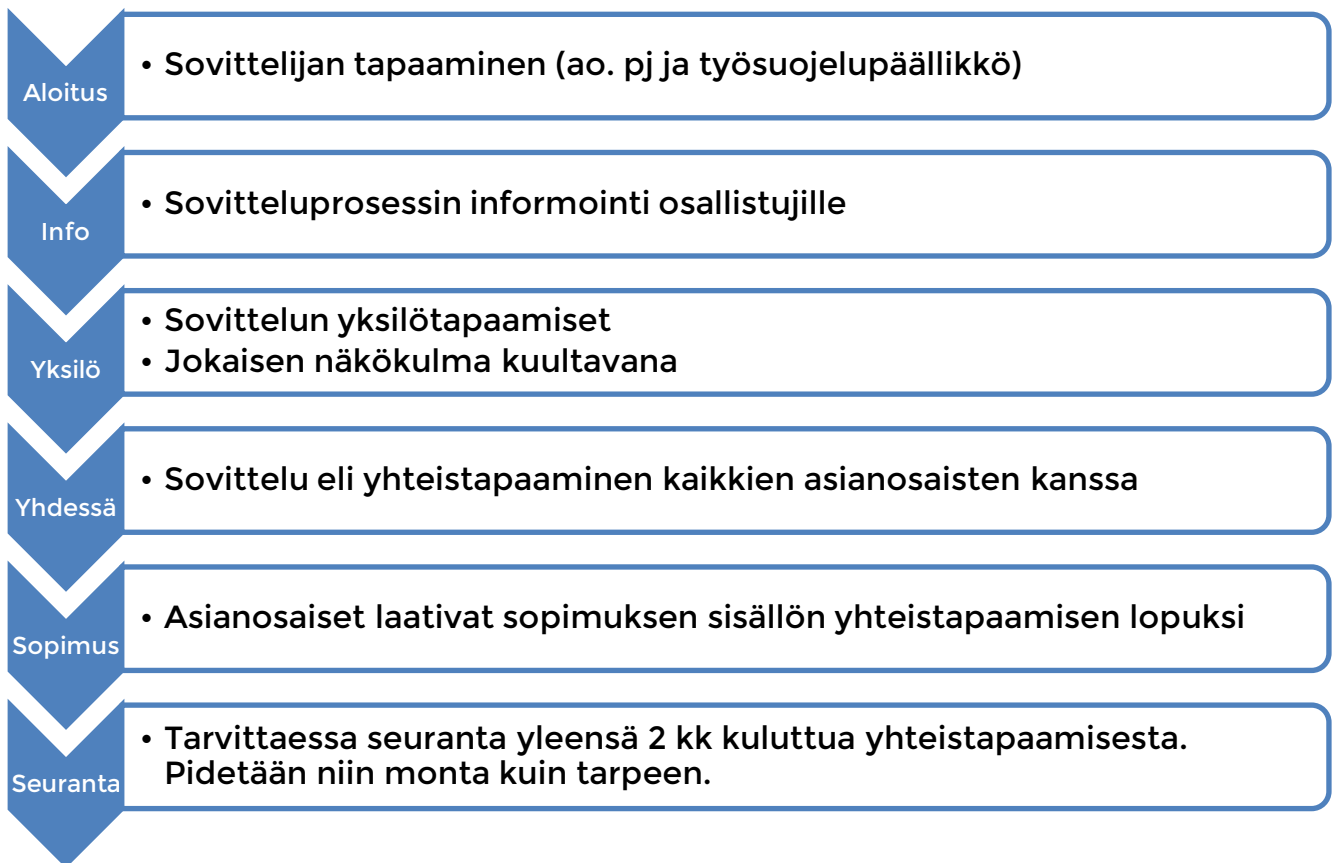 Aloitus
• Sovittelijan tapaaminen (ao. pj ja työsuojelupäällikkö)
Info
• Sovitteluprosessin informointi osallistujille
Yksilö
• Sovittelun yksilötapaamiset
• Jokaisen näkökulma kuultavana
Yhdessä
• Sovittelu eli yhteistapaaminen kaikkien asianosaisten kanssa
Sopimus
• Asianosaiset laativat sopimuksen sisällön yhteistapaamisen lopuksi
Seuranta
• Tarvittaessa seuranta yleensä 2 kk kuluttua yhteistapaamisesta.
Pidetään niin monta kuin tarpeen.